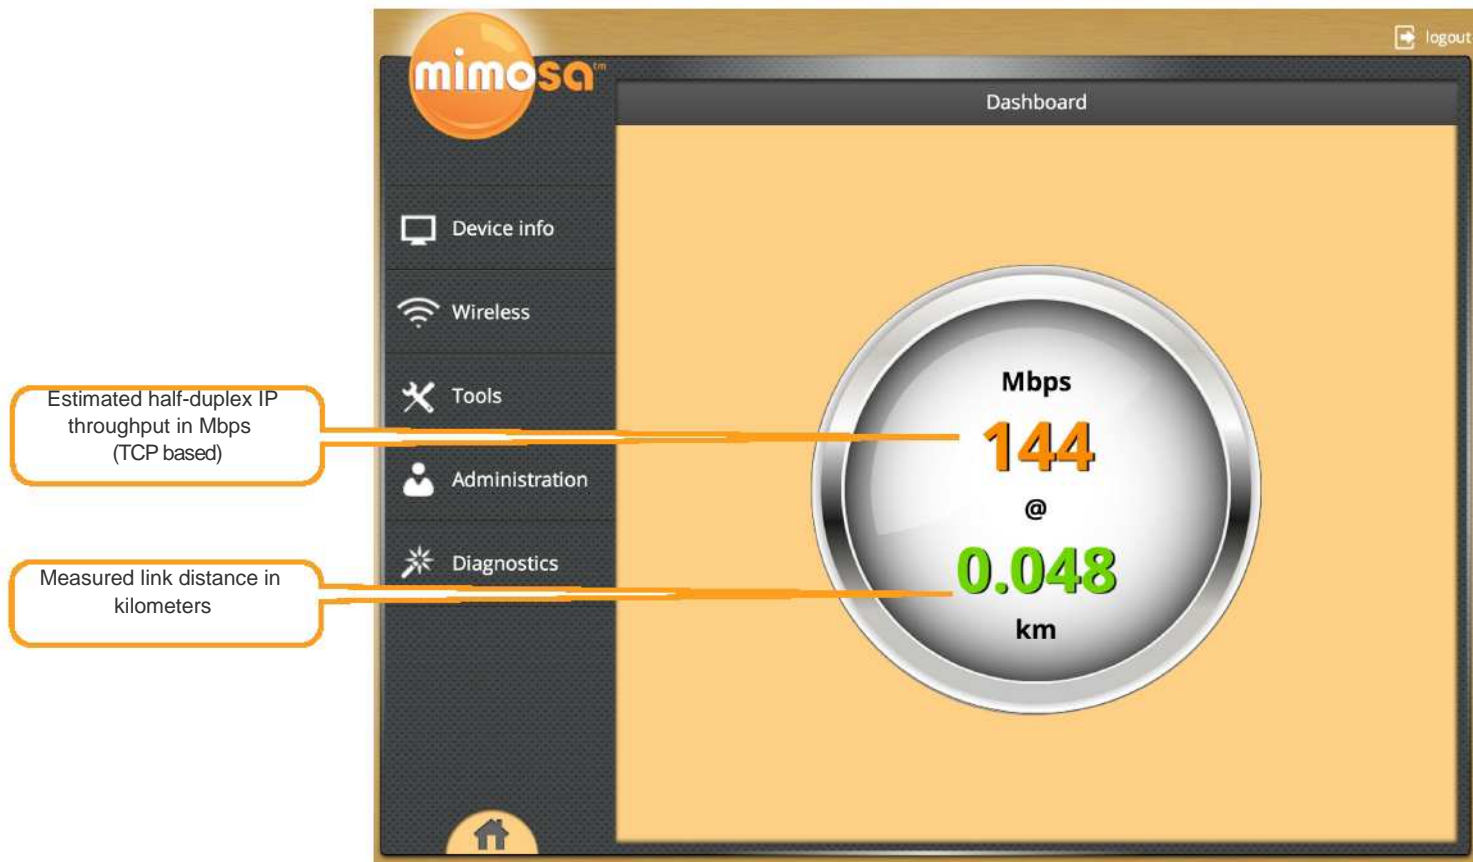 logout
mimosa™
Dashboard
Device info
Wireless
Tools
Administration
Diagnostics
Estimated half-duplex IP
throughput in Mbps
(TCP based)
Measured link distance in
kilometers
Mbps
144
@
0.048
km